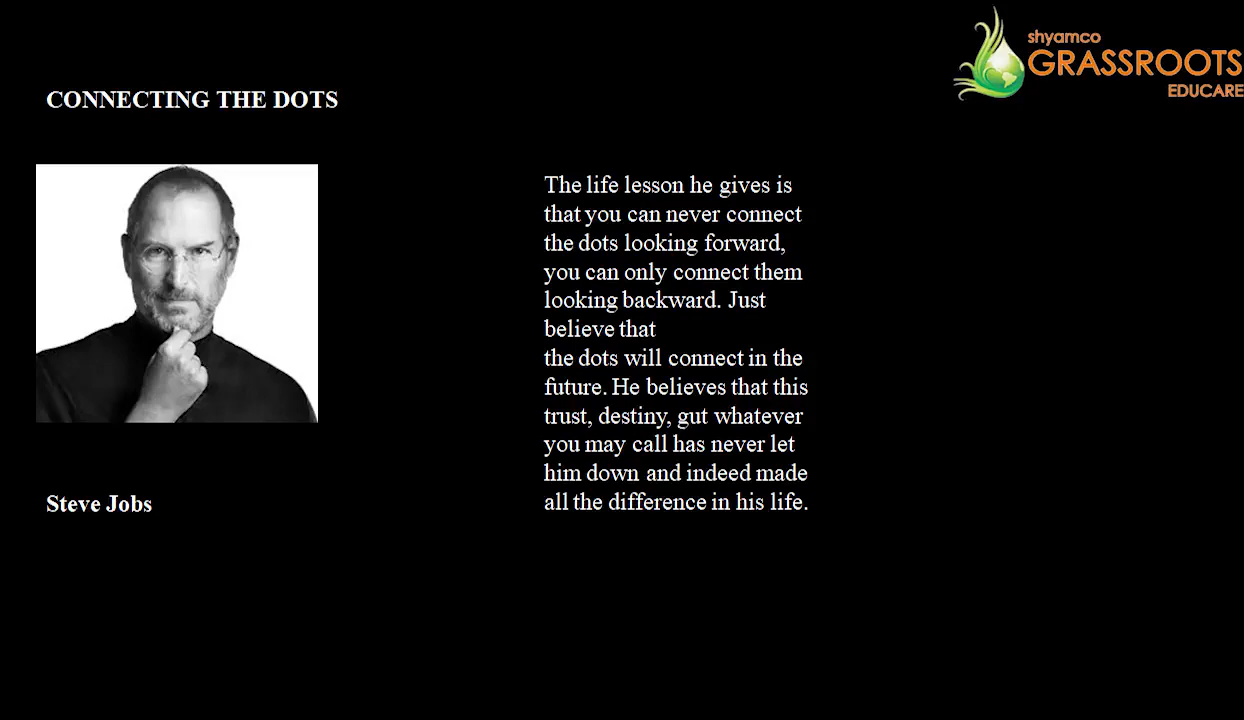 shyamco
GRASSROOTS
EDUCARE
CONNECTING THE DOTS
The life lesson he gives is
that you can never connect
the dots looking forward,
you can only connect them
looking backward. Just
believe that
the dots will connect in the
future. He believes that this
trust, destiny, gut whatever
you may call has never let
him down and indeed made
all the difference in his life.
Steve Jobs